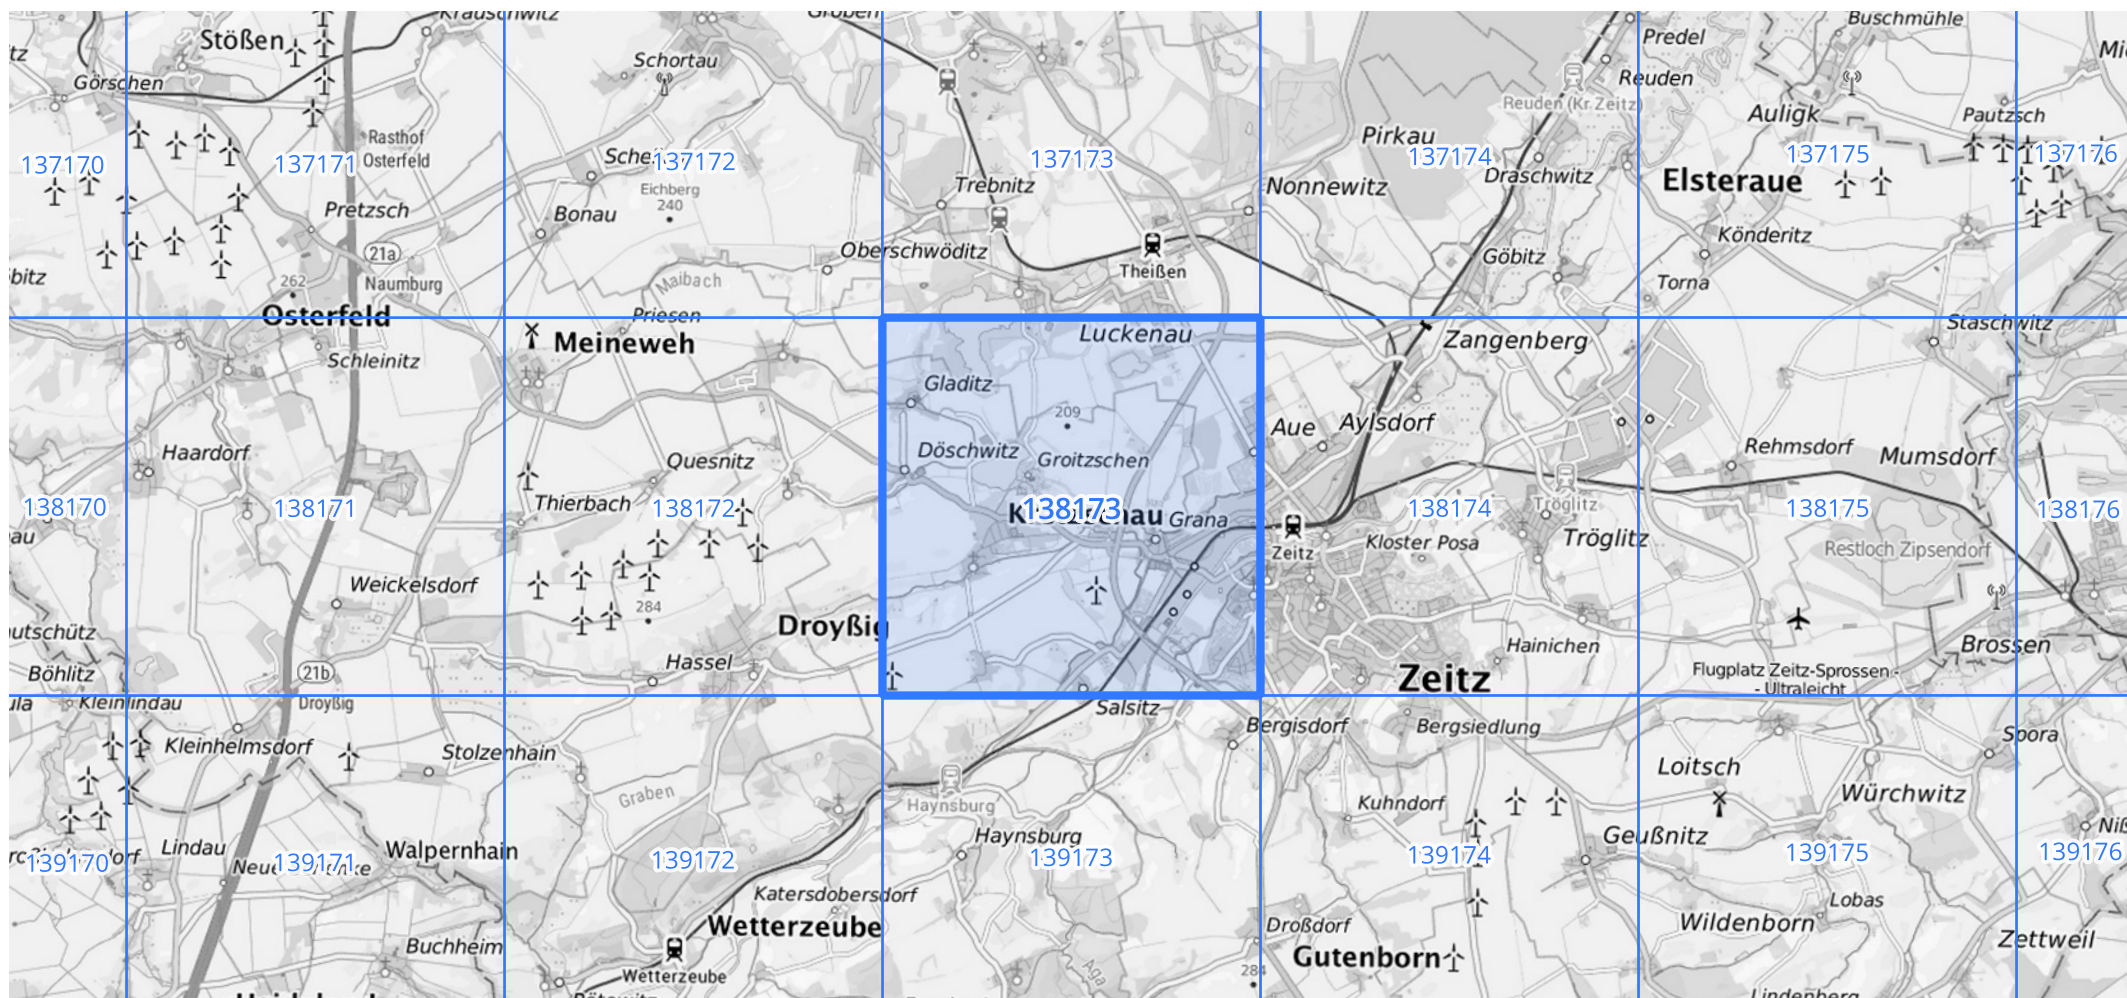 Krauschwitz
Gröben
Buschmühle
Stößen
Predel
Schortau
Görschen
Reuden
Reuden (Kr. Zeitz)
Auligk
Pautzsch
Rasthof
Osterfeld
Pirkau
137170
137171
137172
137173
137174
137175
137176
Eichberg
240
Trebnitz
Nonnewitz
Draschwitz
Elsteraue
Pretzsch
Bonau
Könderitz
21a
Oberschwöditz
Theißen
Göbitz
Naumburg
262
Maibach
Torna
Osterfeld
Priesen
Staschwitz
Meineweh
Luckenau
Zangenberg
Schleinitz
Gladitz
209
Aue
Aylsdorf
Haardorf
Quesnitz
Döschwitz
Groitzschen
Rehmsdorf
Mumsdorf
Thierbach
138170
138171
138172
138173
138174
138175
138176
Grana
Tröglitz
Zeitz
Kloster Posa
Tröglitz
Restloch Zipsendorf
Weickelsdorf
284
Droyßig
Hainichen
Brossen
Böhlitz
21b
Hassel
Zeitz
Flugplatz Zeitz-Sprossen -
- Ultraleicht
Kleinlindau
Droyßig
Salsitz
Bergisdorf
Bergsiedlung
Kleinhelmsdorf
Stolzenhain
Spora
Loitsch
Graben
Haynsburg
Kuhndorf
Würchwitz
Haynsburg
Geußnitz
Lindau
Walpernhain
139170
139171
139172
139173
139174
139175
139176
Katersdobersdorf
Lobas
Wetterzeube
Droßdorf
Wildenborn
Buchheim
Gutenborn
Zettweil
Wetterzeube
Aga
284
Lindenberg